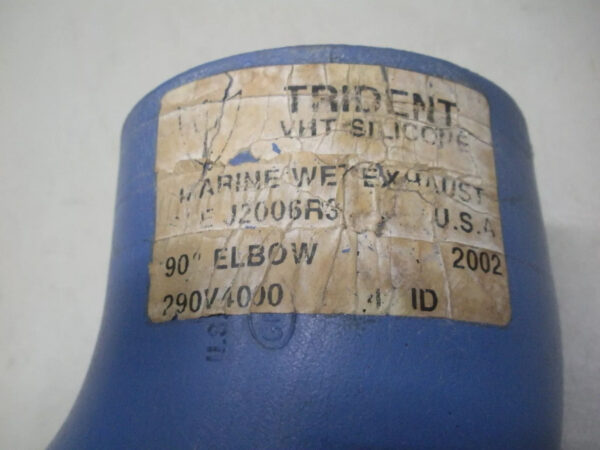 TRIDENT
VHT SILICONE
MARINE WET EXHAUST
J2006R3 U.S.A
90° ELBOW 2002
290V4000 4 ID
U.S